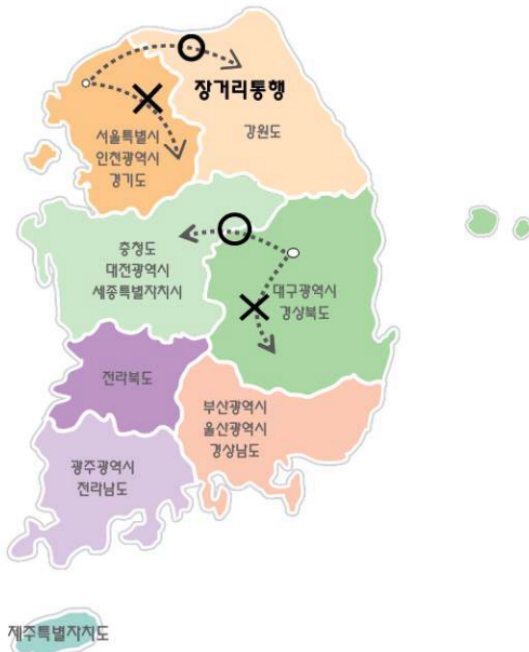 장거리통행
강원도
서울특별시
인천광역시
경기도
충청도
대전광역시
세종특별자치시
대구광역시
경상북도
전라북도
부산광역시
울산광역시
경상남도
광주광역시
전라남도
제주특별자치도